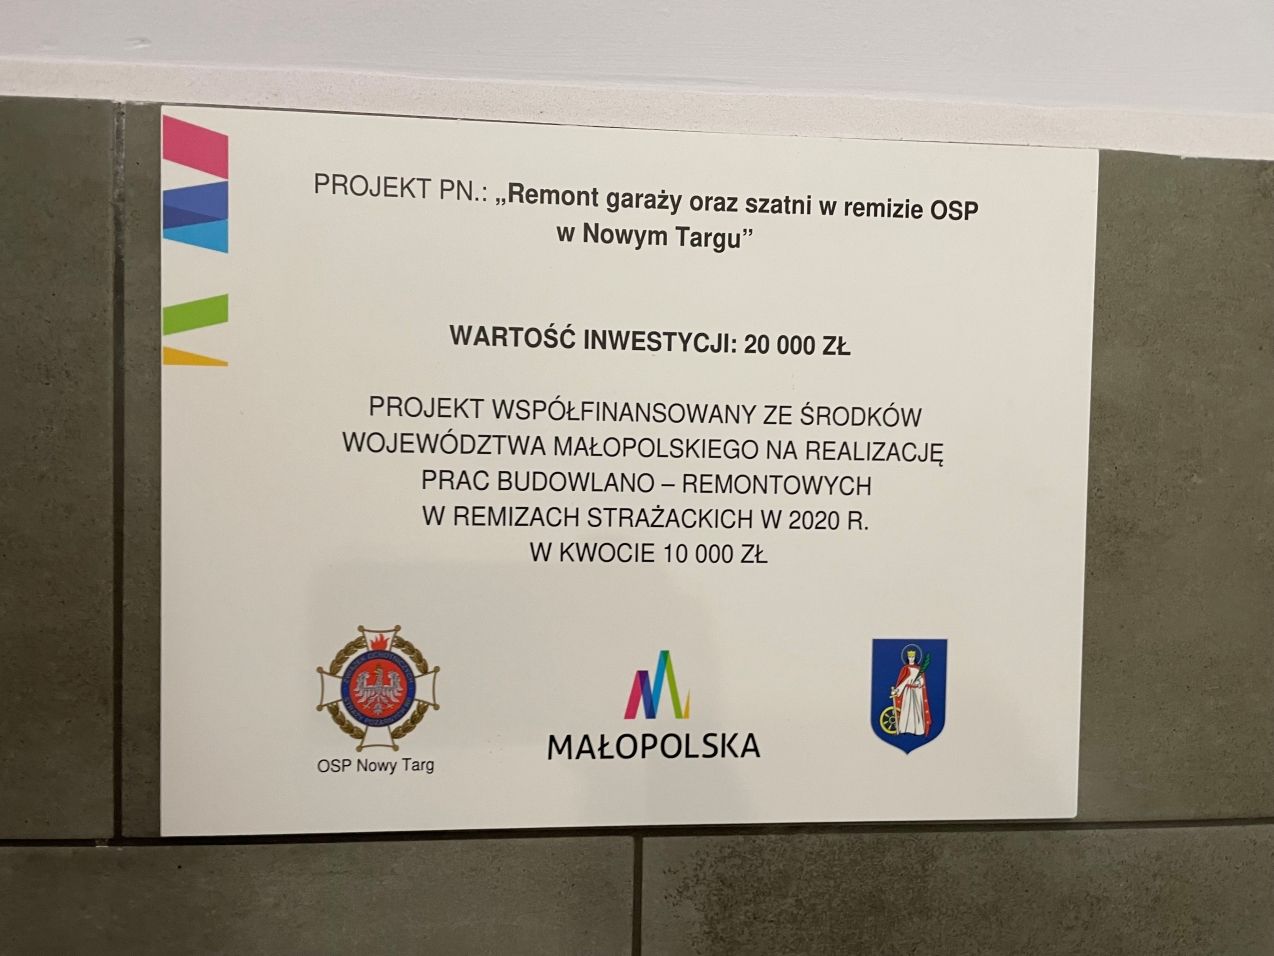 PROJEKT PN.: „Remont garaży oraz szatni w remizie OSP
w Nowym Targu”
WARTOŚĆ INWESTYCJI: 20 000 ZŁ
PROJEKT WSPÓŁFINANSOWANY ZE ŚRODKÓW
WOJEWÓDZTWA MAŁOPOLSKIEGO NA REALIZACJĘ
PRAC BUDOWLANO – REMONTOWYCH
W REMIZACH STRAŻACKICH W 2020 R.
W KWOCIE 10 000 ZŁ
OSP Nowy Targ
MAŁOPOLSKA